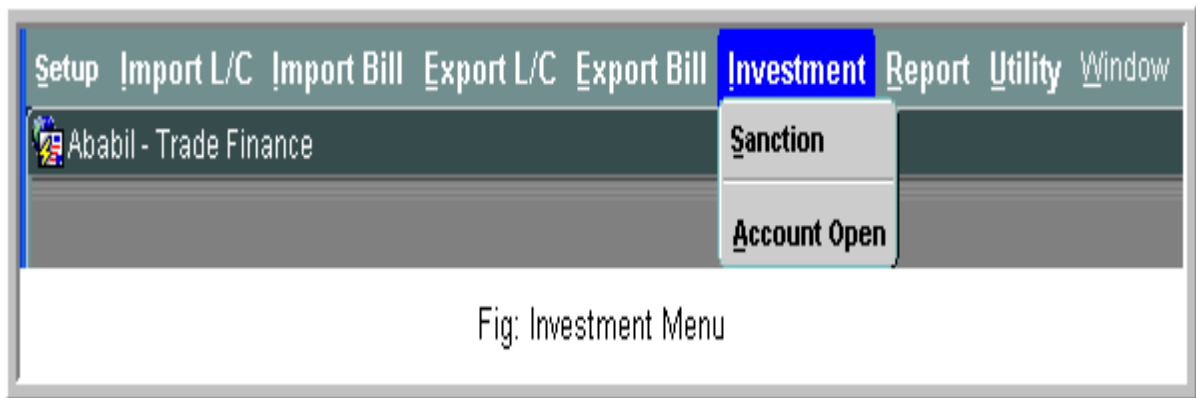 Setup Import L/C Import Bill Export L/C Export Bill Investment Report Utility Window
Ababil - Trade Finance
Sanction
Account Open
Fig: Investment Menu